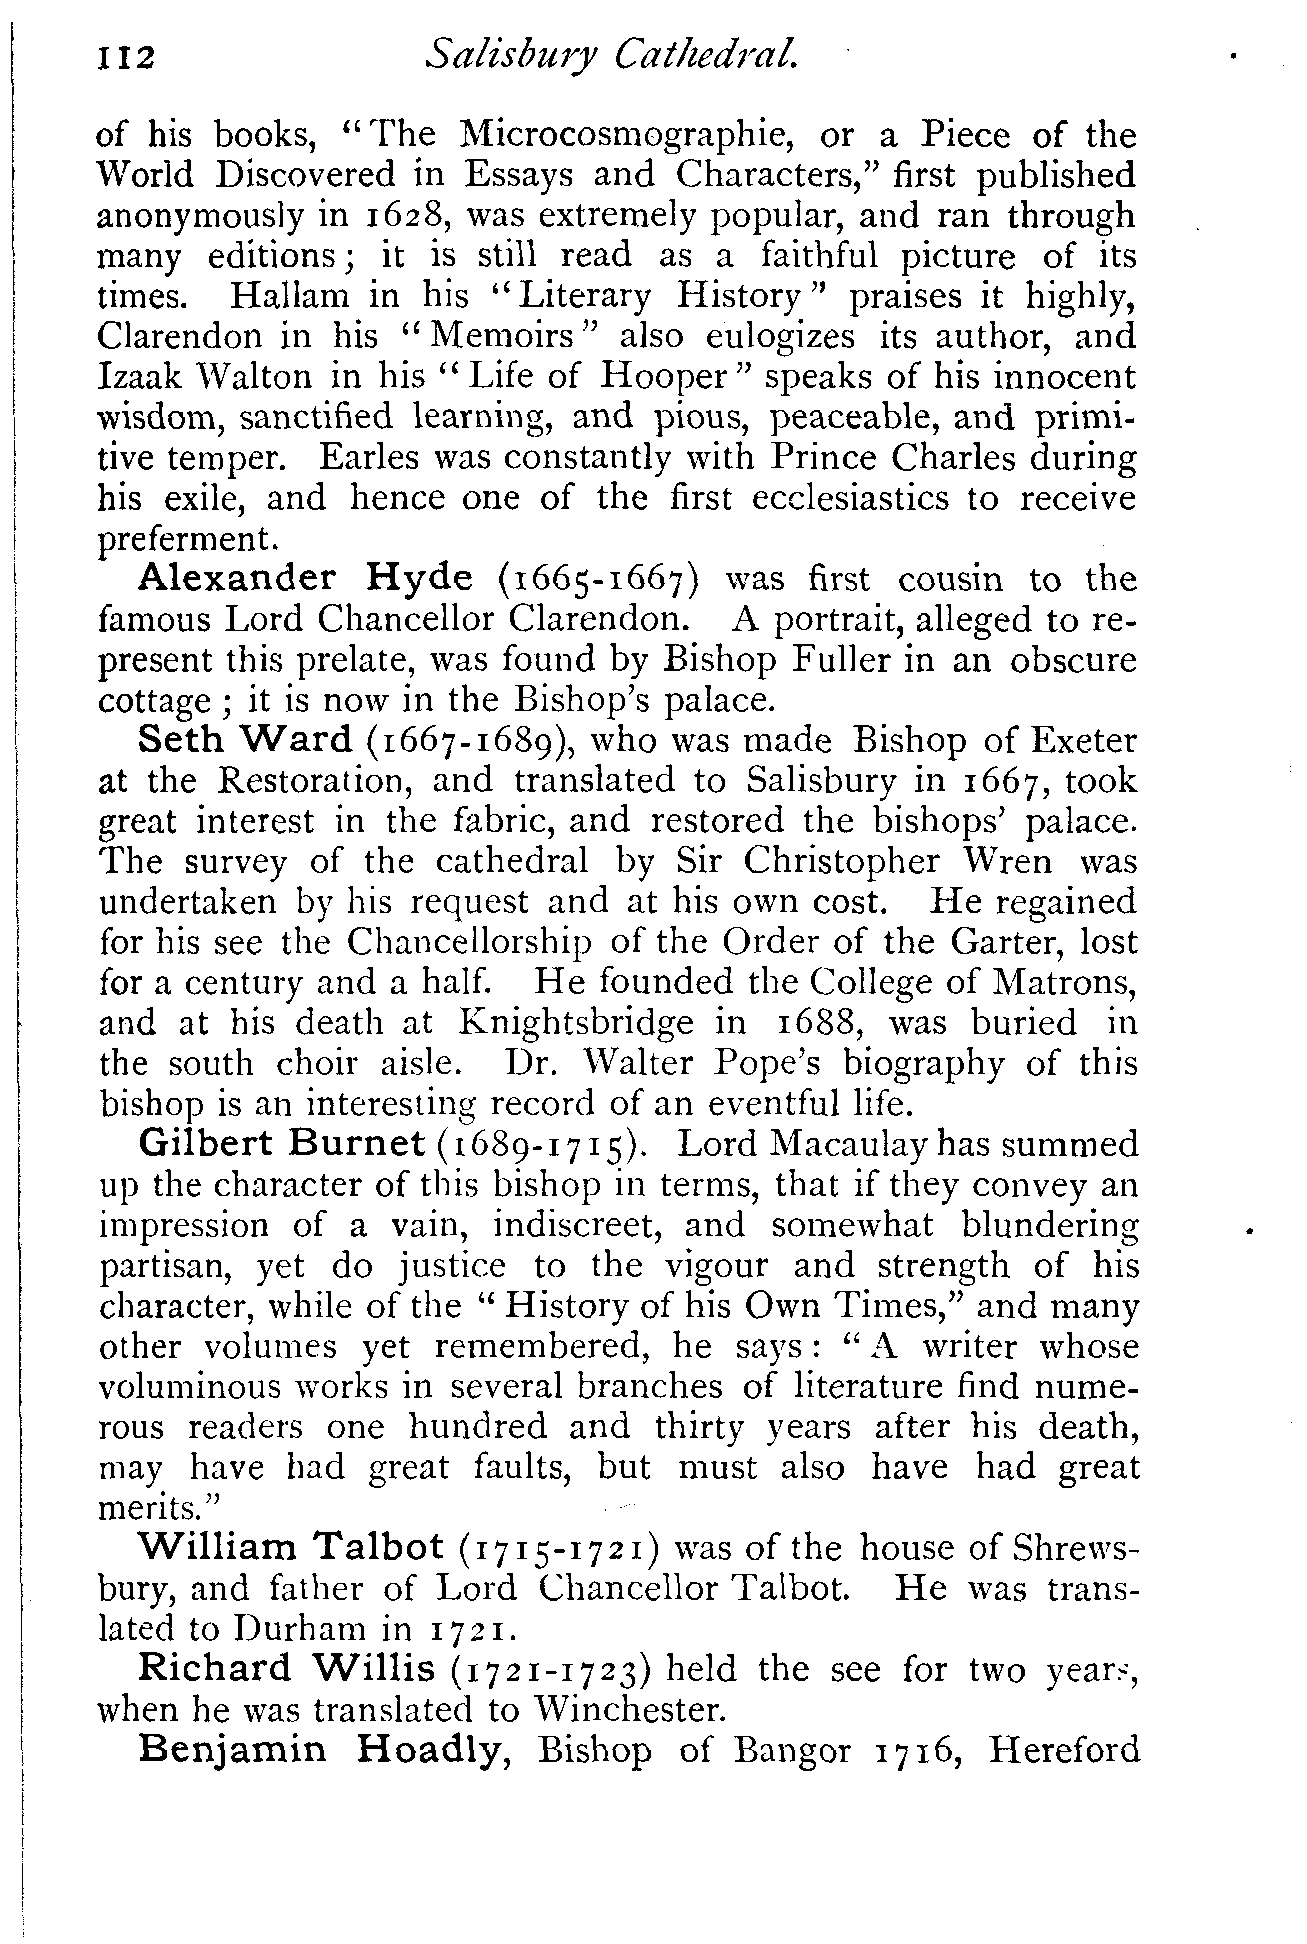 112 Salisbury Cathedral.
of his books, “The Microcosmographie, or a Piece of the
World Discovered in Essays and Characters,” first published
anonymously in 1628, was extremely popular, and ran through
many editions; it is still read as a faithful picture of its
times. Hallam in his “Literary History” praises it highly,
Clarendon in his “Memoirs” also eulogizes its author, and
Izaak Walton in his “Life of Hooper” speaks of his innocent
wisdom, sanctified learning, and pious, peaceable, and primi-
tive temper. Earles was constantly with Prince Charles during
his exile, and hence one of the first ecclesiastics to receive
preferment.
Alexander Hyde (1665-1667) was first cousin to the
famous Lord Chancellor Clarendon. A portrait, alleged to re-
present this prelate, was found by Bishop Fuller in an obscure
cottage; it is now in the Bishop’s palace.
Seth Ward (1667-1689), who was made Bishop of Exeter
at the Restoration, and translated to Salisbury in 1667, took
great interest in the fabric, and restored the bishops’ palace.
The survey of the cathedral by Sir Christopher Wren was
undertaken by his request and at his own cost. He regained
for his see the Chancellorship of the Order of the Garter, lost
for a century and a half. He founded the College of Matrons,
and at his death at Knightsbridge in 1688, was buried in
the south choir aisle. Dr. Walter Pope’s biography of this
bishop is an interesting record of an eventful life.
Gilbert Burnet (1689-1715). Lord Macaulay has summed
up the character of this bishop in terms, that if they convey an
impression of a vain, indiscreet, and somewhat blundering
partisan, yet do justice to the vigour and strength of his
character, while of the “History of his Own Times,” and many
other volumes yet remembered, he says: “A writer whose
voluminous works in several branches of literature find nume-
rous readers one hundred and thirty years after his death,
may have had great faults, but must also have had great
merits.”
William Talbot (1715-1721) was of the house of Shrews-
bury, and father of Lord Chancellor Talbot. He was trans-
lated to Durham in 1721.
Richard Willis (1721-1723) held the see for two years,
when he was translated to Winchester.
Benjamin Hoadly, Bishop of Bangor 1716, Hereford